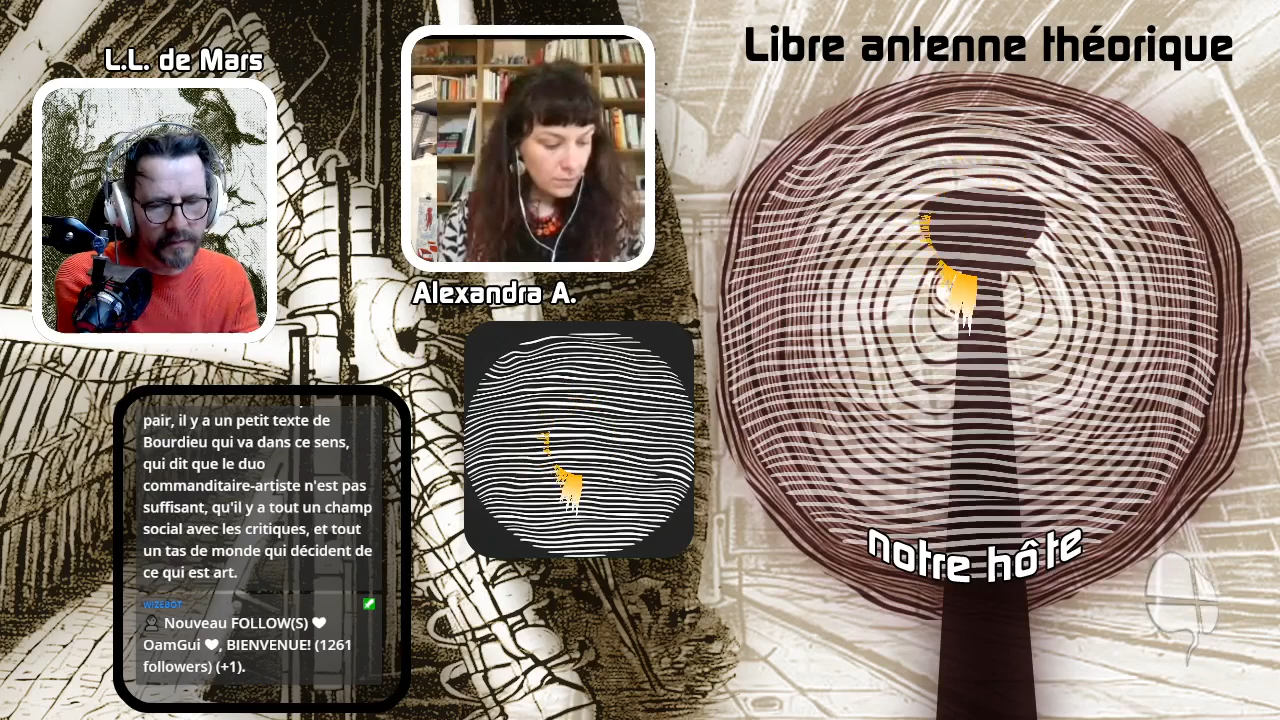 L.L. de Mars
Libre antenne théorique
Alexandra A.
pair, il y a un petit texte de
Bourdieu qui va dans ce sens,
qui dit que le duo
commanditaire-artiste n'est pas
suffisant, qu'il y a tout un champ
social avec les critiques, et tout
un tas de monde qui décident de
ce qui est art.
WIZEBOT
Nouveau FOLLOW(S) ♥
OamGui ♥, BIENVENUE! (1261
followers) (+1).
notre hôte